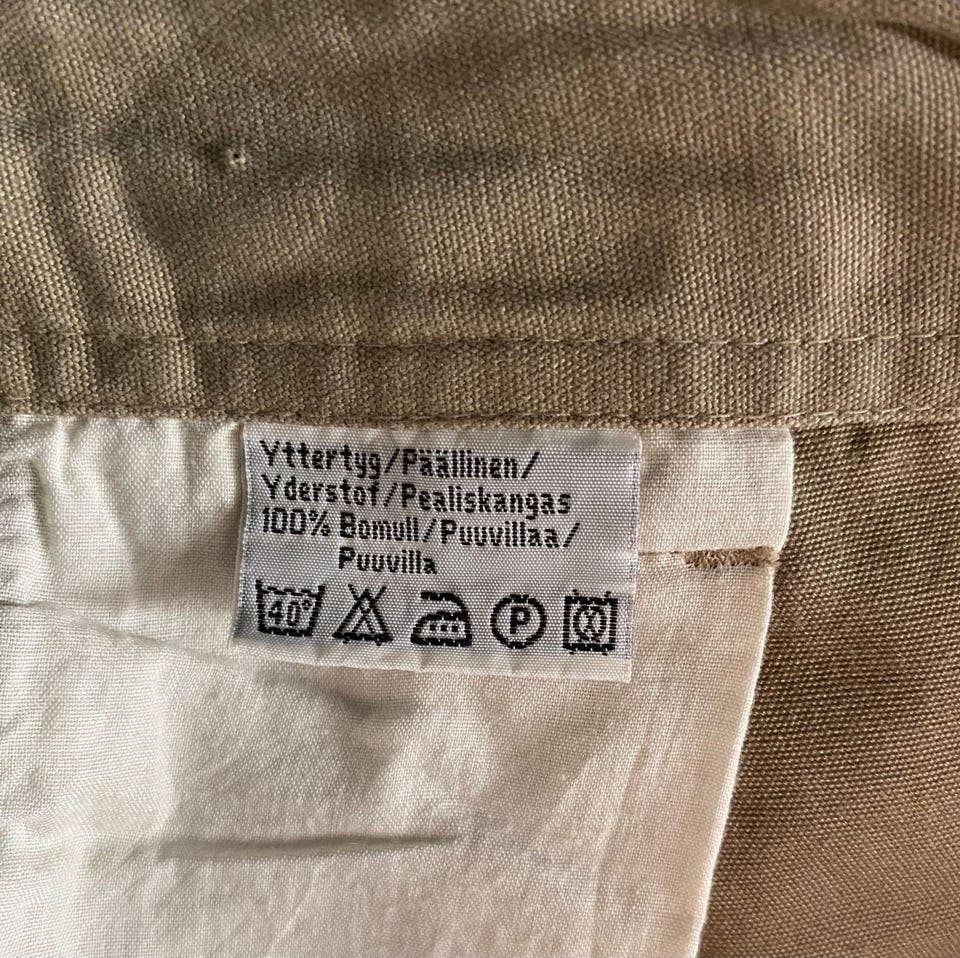 Yttertyg/Päällinen/
Yderstof/Pealiskangas
100% Bomull/Puuvillaa/
Puuvilla
40° P